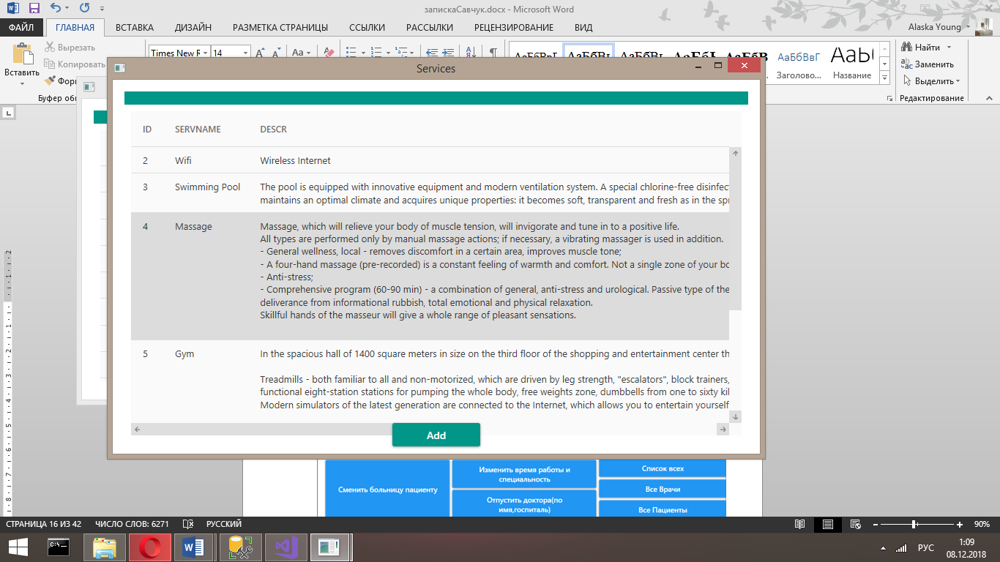 запискаСавчук.docx - Microsoft Word
ФАЙЛ ГЛАВНАЯ ВСТАВКА ДИЗАЙН РАЗМЕТКА СТРАНИЦЫ ССЫЛКИ РАССЫЛКИ РЕЦЕНЗИРОВАНИЕ ВИД Alaska Young
Вставить
Вырезать
Копировать
Times New R 14
Аа
АаБбВвГ
Заголово...
Название
Найти
Заменить
Выделить
Редактирование
Services
ID SERVNAME DESCR
2 Wifi Wireless Internet
3 Swimming Pool The pool is equipped with innovative equipment and modern ventilation system. A special chlorine-free disinfec
maintains an optimal climate and acquires unique properties: it becomes soft, transparent and fresh as in the spr
4 Massage Massage, which will relieve your body of muscle tension, will invigorate and tune in to a positive life.
All types are performed only by manual massage actions; if necessary, a vibrating massager is used in addition.
- General wellness, local - removes discomfort in a certain area, improves muscle tone;
- A four-hand massage (pre-recorded) is a constant feeling of warmth and comfort. Not a single zone of your bo
- Anti-stress;
- Comprehensive program (60-90 min) - a combination of general, anti-stress and urological. Passive type of the
deliverance from informational rubbish, total emotional and physical relaxation.
Skillful hands of the masseur will give a whole range of pleasant sensations.
5 Gym In the spacious hall of 1400 square meters in size on the third floor of the shopping and entertainment center th
Treadmills - both familiar to all and non-motorized, which are driven by leg strength, "escalators", block trainers,
functional eight-station stations for pumping the whole body, free weights zone, dumbbells from one to sixty kil
Modern simulators of the latest generation are connected to the Internet, which allows you to entertain yourself
Add
Сменить больницу пациенту
Изменить время работы и
специальность
Отпустить доктора(по
имя,госпиталь)
Список всех
Все Врачи
Все Пациенты
СТРАНИЦА 16 ИЗ 42 ЧИСЛО СЛОВ: 6271 РУССКИЙ 90%
РУС 1:09
08.12.2018